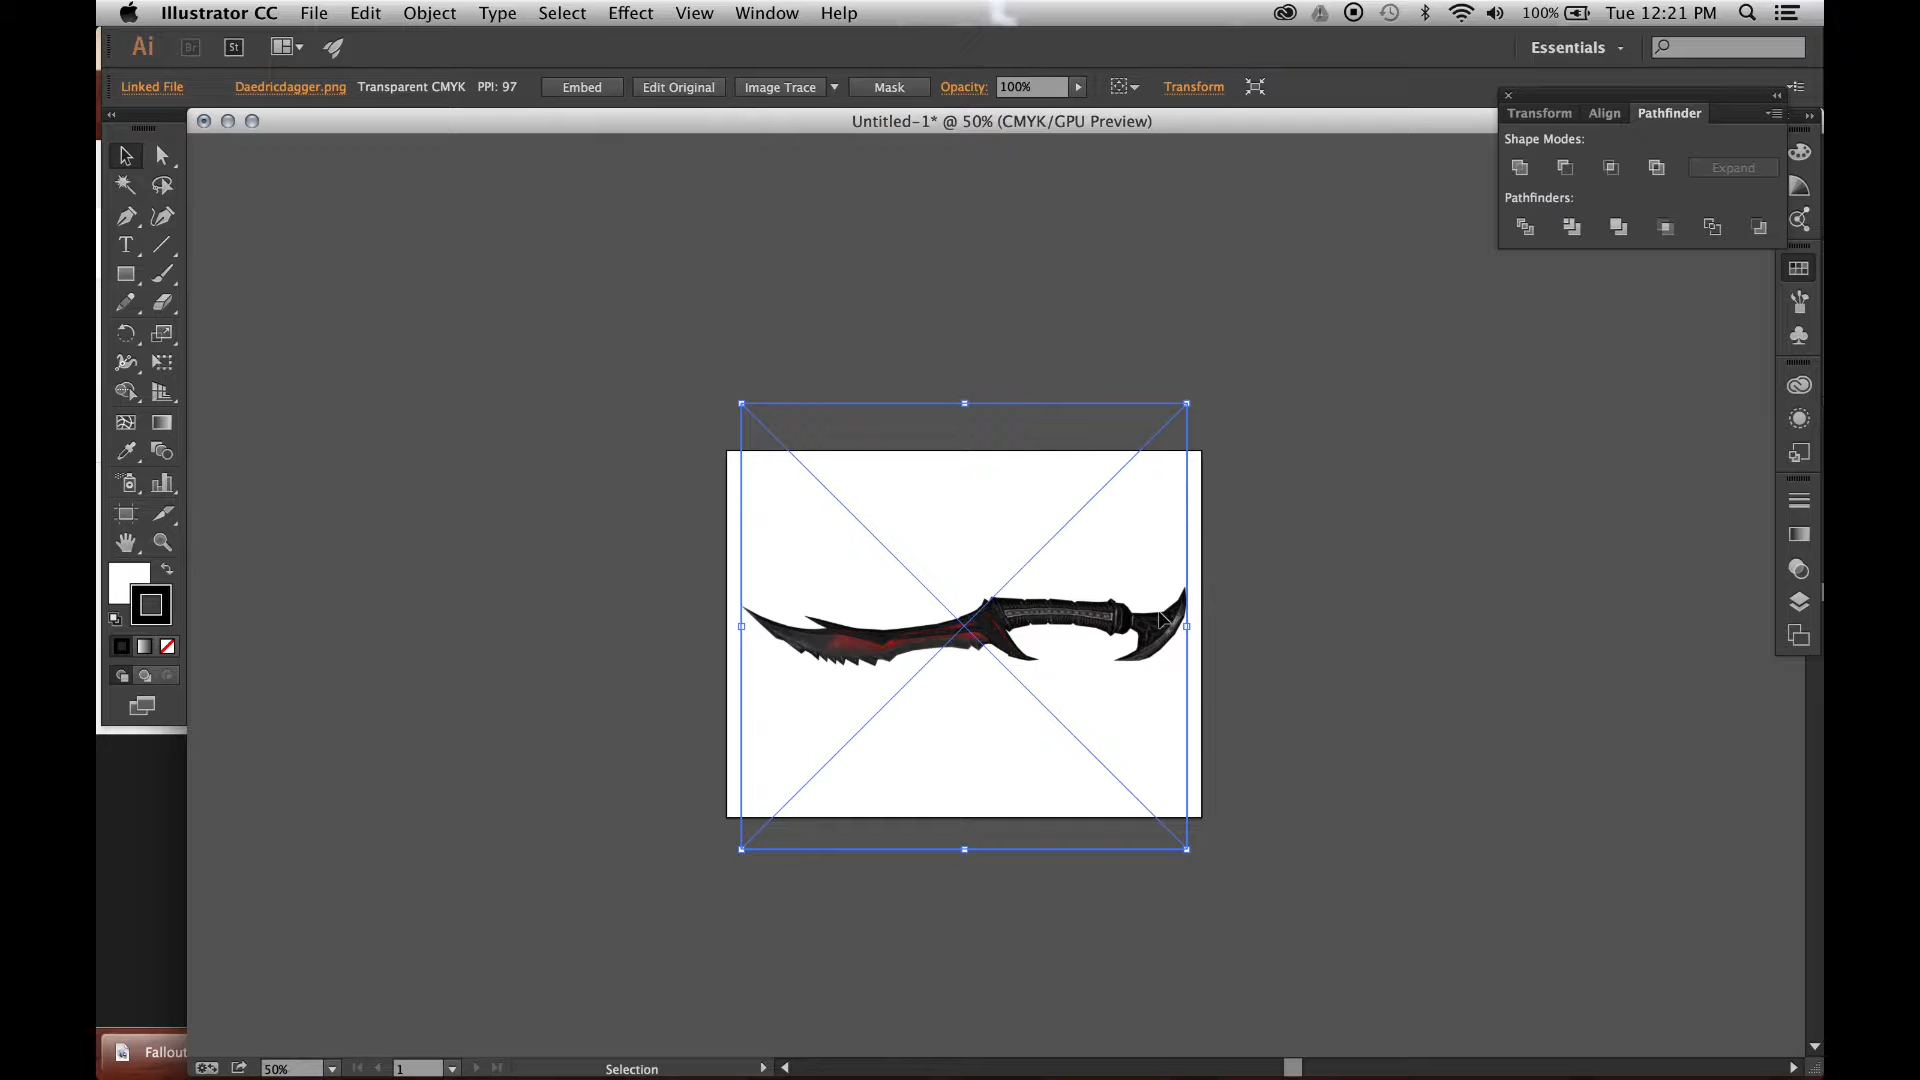 Illustrator CC File Edit Object Type Select Effect View Window Help 100% Tue 12:21 PM
Ai Br St Essentials
Linked File Daedricdagger.png Transparent CMYK PPI: 97 Embed Edit Original Image Trace Mask Opacity: 100% Transform
Untitled-1* @ 50% (CMYK/GPU Preview)
Transform Align Pathfinder
Shape Modes:
Expand
Pathfinders:
T
Fallout
50% 1 Selection